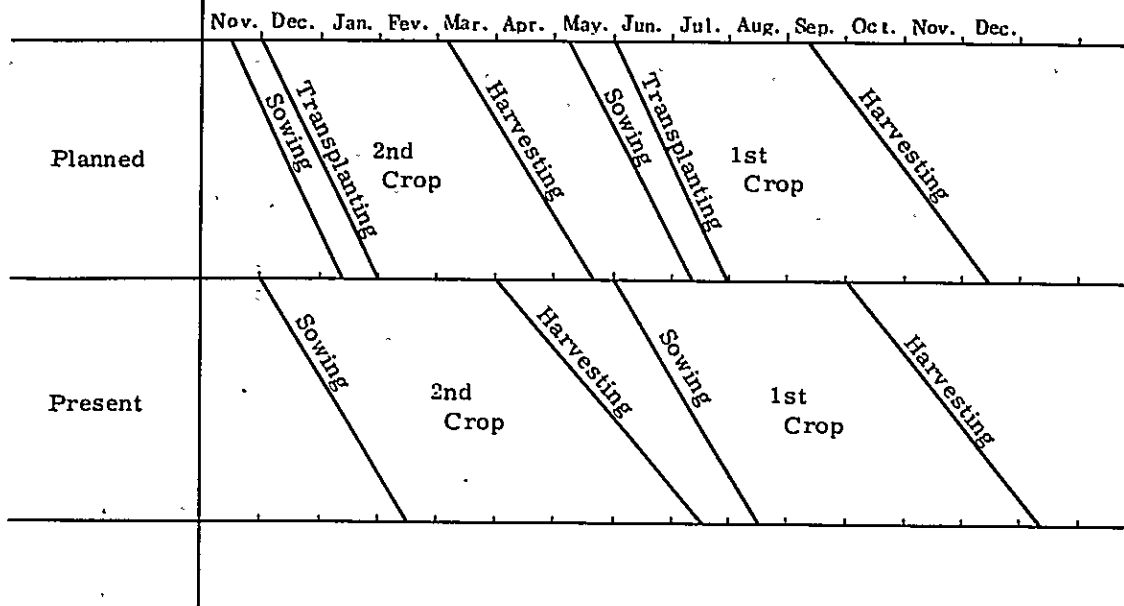 Nov. Dec. Jan. Fev. Mar. Apr. May. Jun. Jul. Aug. Sep. Oct. Nov. Dec.
Planned
Sowing
Transplanting
2nd
Crop
Harvesting
Sowing
Transplanting
1st
Crop
Harvesting
Present
Sowing
2nd
Crop
Harvesting
Sowing
1st
Crop
Harvesting